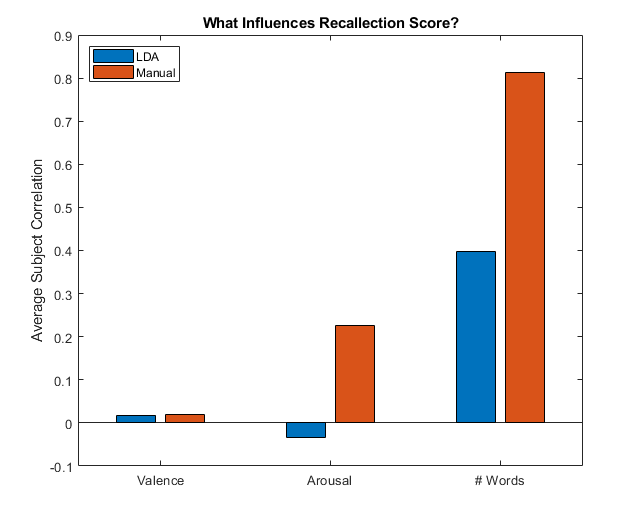 What Influences Recallection Score?
LDA
Manual
Average Subject Correlation
0.9
0.8
0.7
0.6
0.5
0.4
0.3
0.2
0.1
0
-0.1
Valence
Arousal
# Words